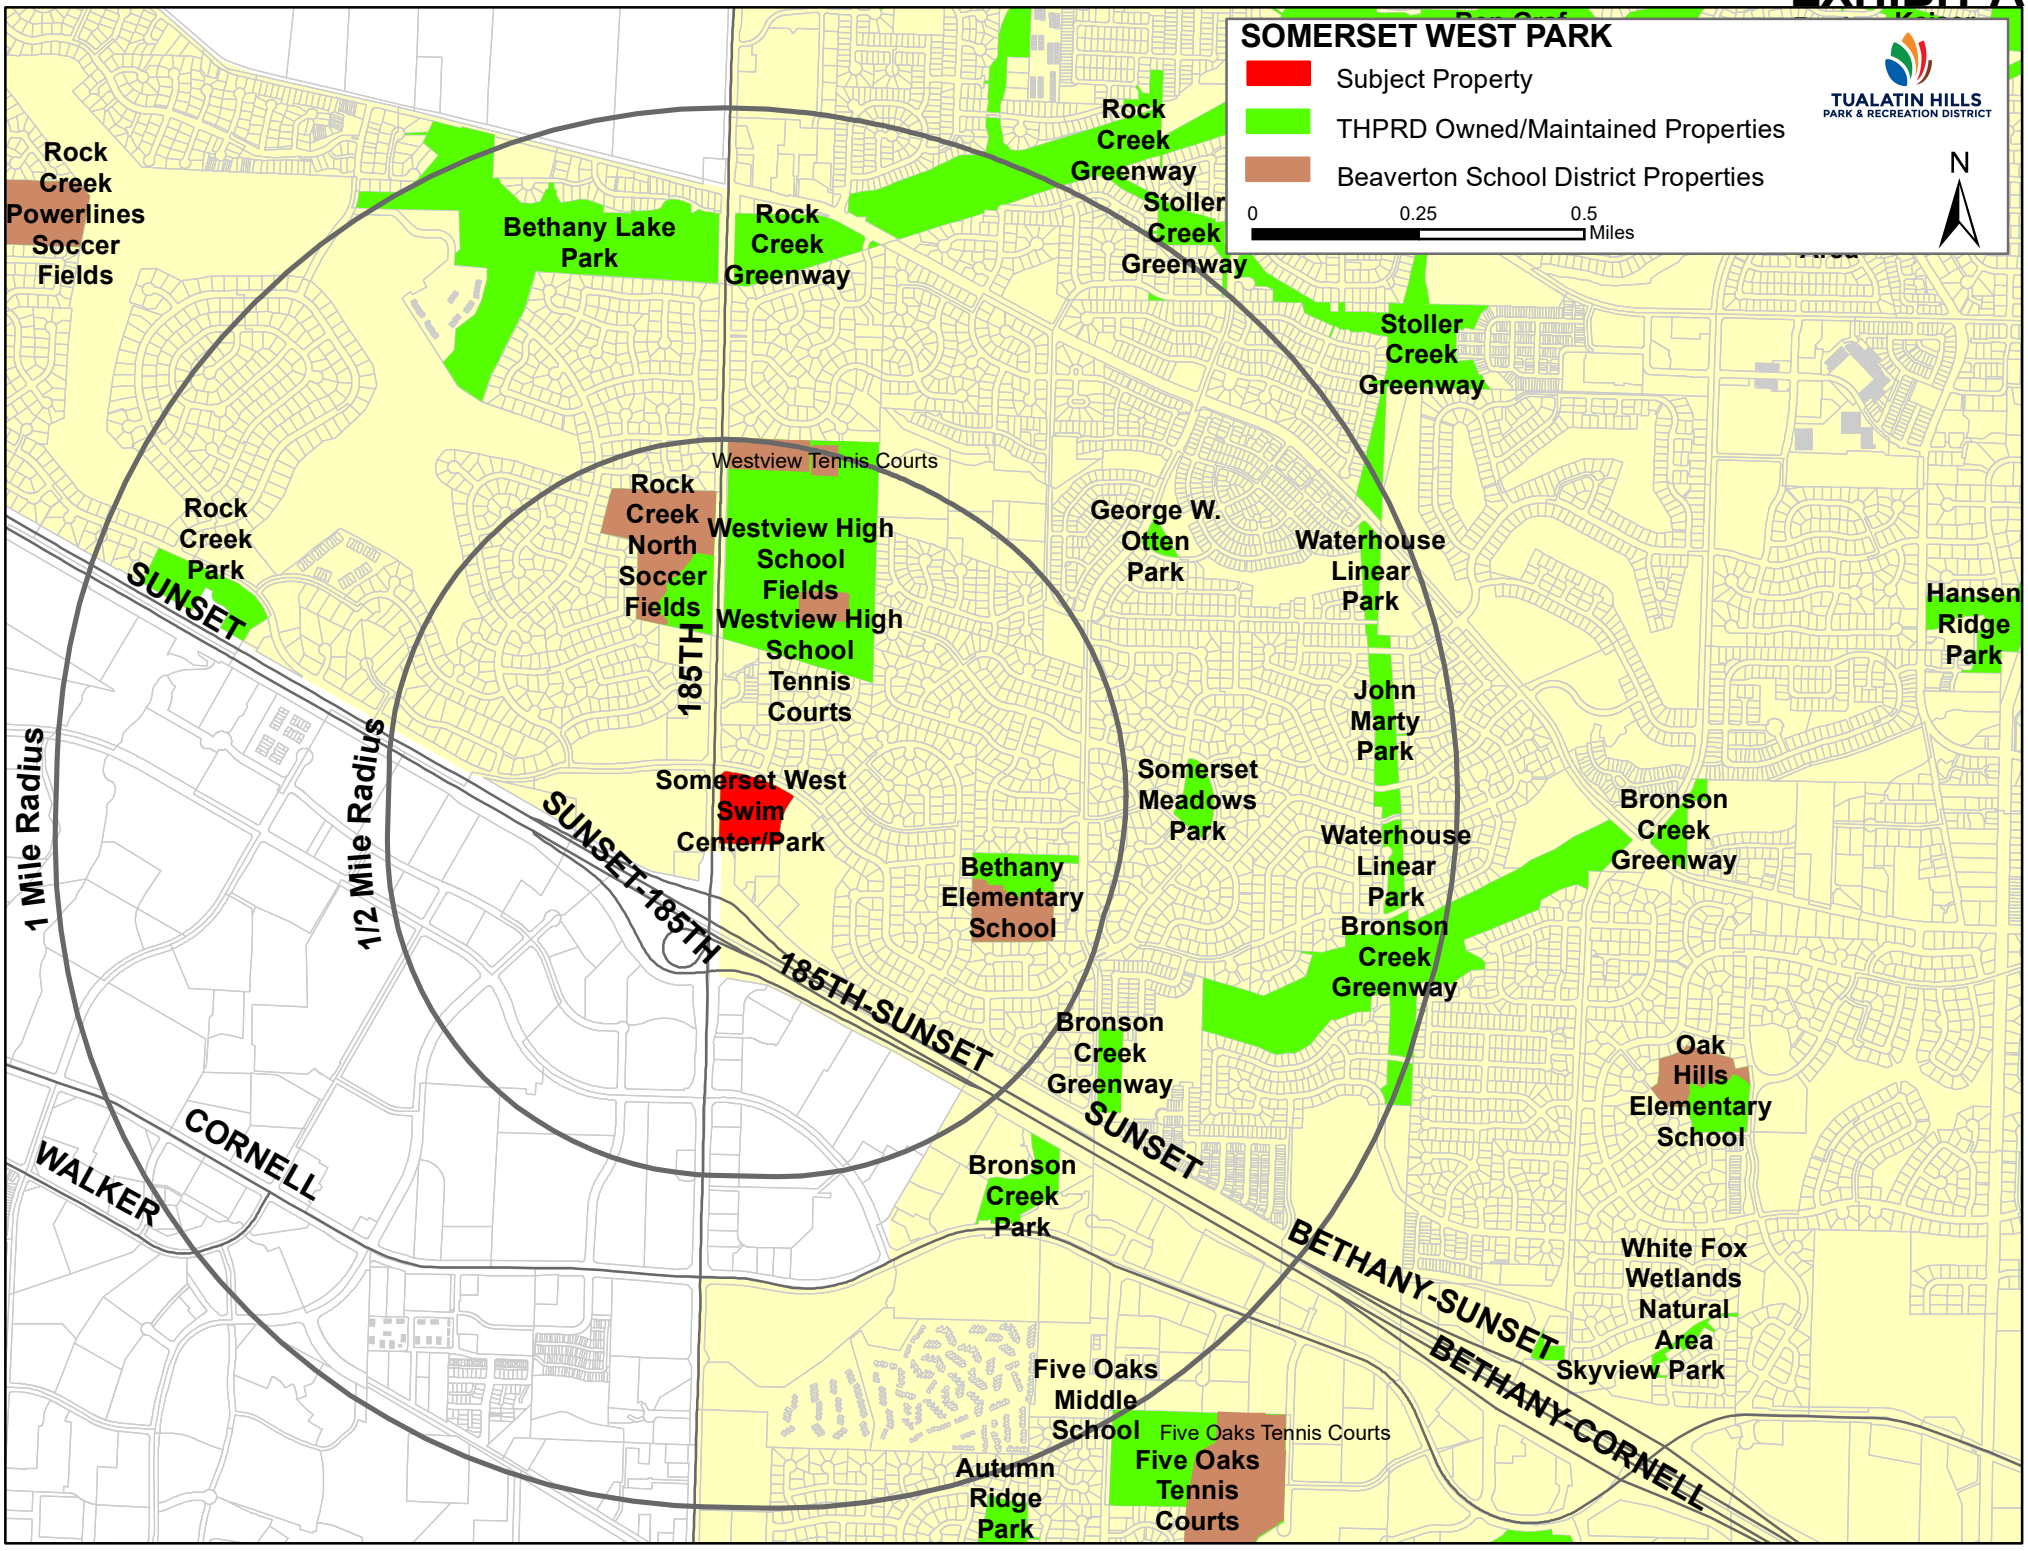 EXHIBIT A
SOMERSET WEST PARK
Subject Property
THPRD Owned/Maintained Properties
Beaverton School District Properties
0 0.25 0.5
Miles
TUALATIN HILLS
PARK & RECREATION DISTRICT
N
Rock
Creek
Powerlines
Soccer
Fields
Bethany Lake
Park
Rock
Creek
Greenway
Rock
Creek
Greenway
Stoller
Creek
Greenway
Stoller
Creek
Greenway
Rock
Creek
Park
SUNSET
Westview Tennis Courts
Rock
Creek
North
Soccer
Fields
Westview High
School
Fields
Westview High
School
Tennis
Courts
185TH
George W.
Otten
Park
Waterhouse
Linear
Park
Hansen
Ridge
Park
John
Marty
Park
1 Mile Radius
1/2 Mile Radius
Somerset West
Swim
Center/Park
Somerset
Meadows
Park
Bronson
Creek
Greenway
Waterhouse
Linear
Park
Bethany
Elementary
School
SUNSET-185TH
185TH-SUNSET
Bronson
Creek
Greenway
Bronson
Creek
Greenway
Oak
Hills
Elementary
School
SUNSET
CORNELL
WALKER
Bronson
Creek
Park
BETHANY-SUNSET
BETHANY-CORNELL
White Fox
Wetlands
Natural
Area
Skyview Park
Five Oaks
Middle
School
Five Oaks Tennis Courts
Five Oaks
Tennis
Courts
Autumn
Ridge
Park